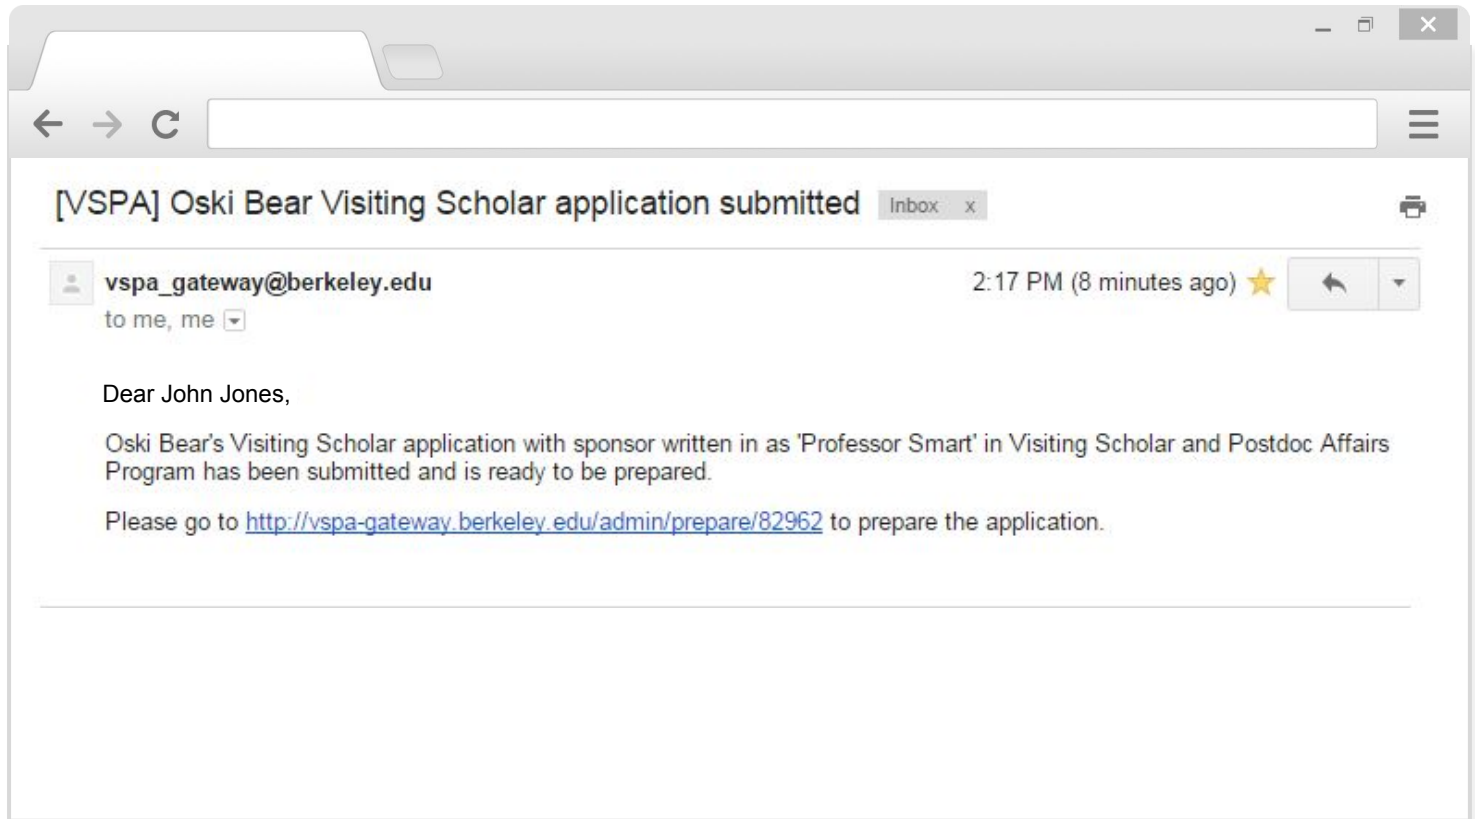 [VSPA] Oski Bear Visiting Scholar application submitted Inbox x
vspa_gateway@berkeley.edu 2:17 PM (8 minutes ago)
to me, me
Dear John Jones,
Oski Bear's Visiting Scholar application with sponsor written in as 'Professor Smart' in Visiting Scholar and Postdoc Affairs
Program has been submitted and is ready to be prepared.
Please go to http://vspa-gateway.berkeley.edu/admin/prepare/82962 to prepare the application.